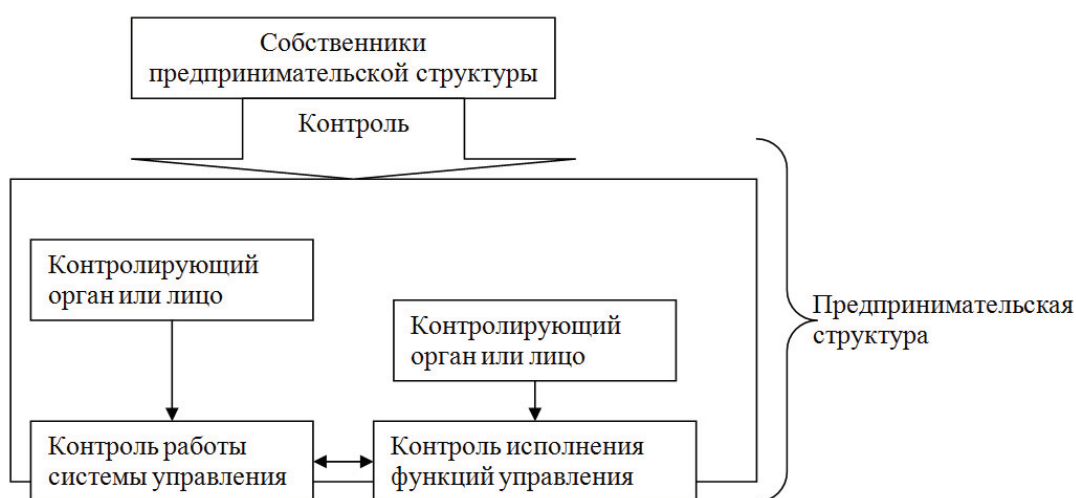 Собственники
предпринимательской структуры
Контроль
Контролирующий
орган или лицо
Контролирующий
орган или лицо
Предпринимательская
структура
Контроль работы
системы управления
Контроль исполнения
функций управления